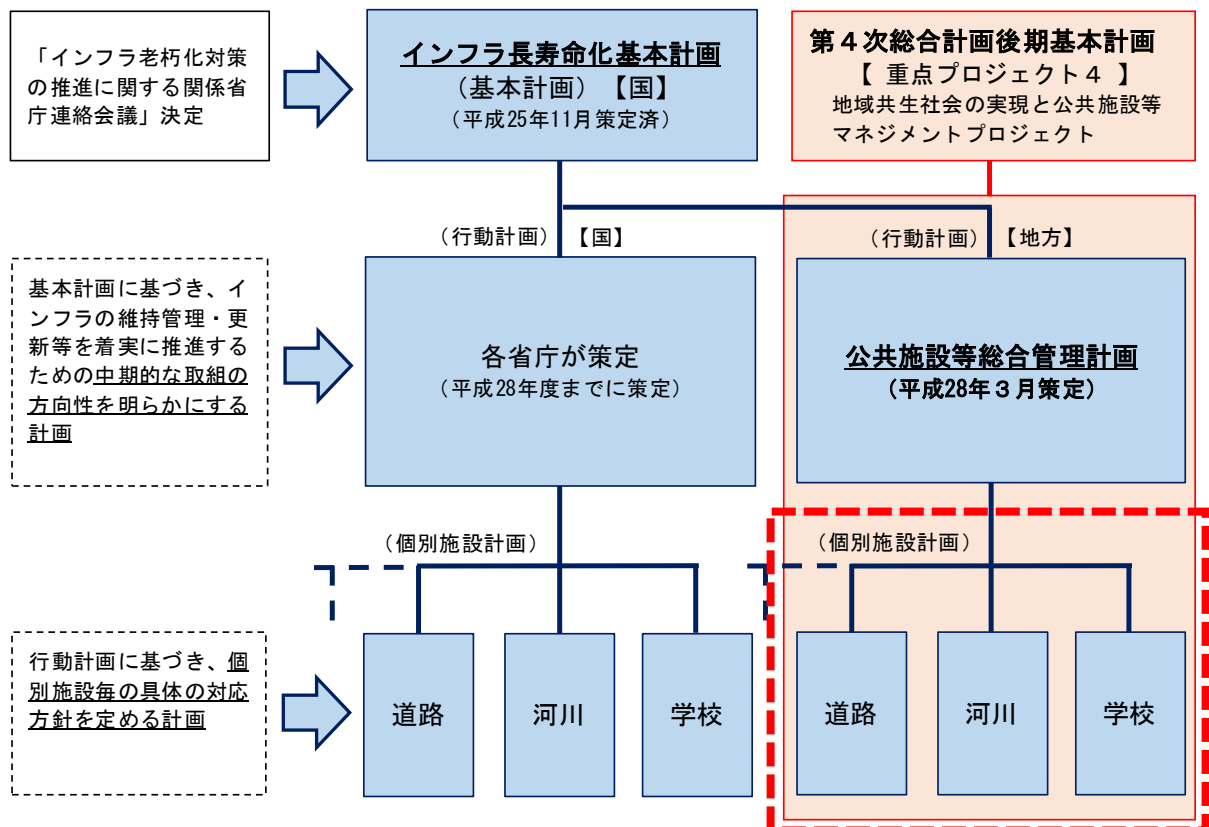 「インフラ老朽化対策
の推進に関する関係省
庁連絡会議」決定
インフラ長寿命化基本計画
(基本計画)【国】
(平成25年11月策定済)
第4次総合計画後期基本計画
【 重点プロジェクト4 】
地域共生社会の実現と公共施設等
マネジメントプロジェクト
(行動計画)【国】
(行動計画)【地方】
基本計画に基づき、イ
ンフラの維持管理・更
新等を着実に推進する
ための中期的な取組の
方向性を明らかにする
計画
各省庁が策定
(平成28年度までに策定)
公共施設等総合管理計画
(平成28年3月策定)
(個別施設計画)
(個別施設計画)
行動計画に基づき、個
別施設毎の具体の対応
方針を定める計画
道路
河川
学校
道路
河川
学校